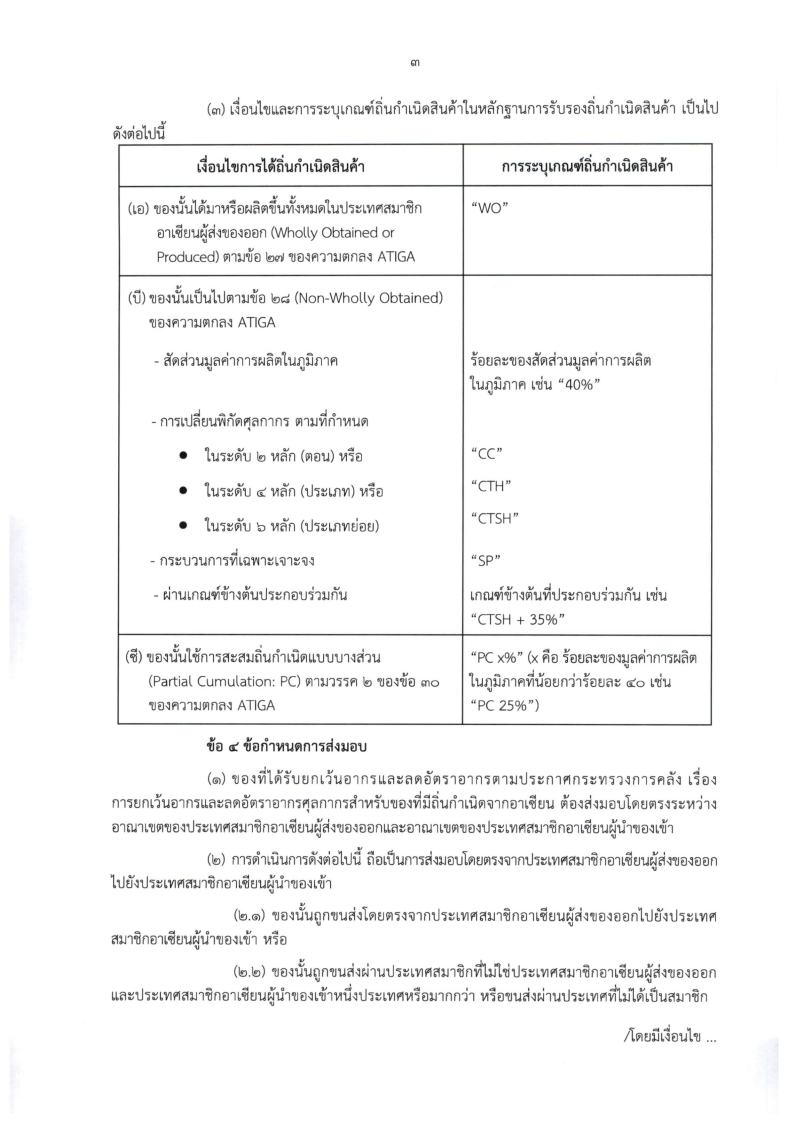 ๓
(๓) เงื่อนไขและการระบุเกณฑ์ถิ่นกำเนิดสินค้าในหลักฐานการรับรองถิ่นกำเนิดสินค้า เป็นไป
ดังต่อไปนี้
เงื่อนไขการได้ถิ่นกำเนิดสินค้า
การระบุเกณฑ์ถิ่นกำเนิดสินค้า
(เอ) ของนั้นได้มาหรือผลิตขึ้นทั้งหมดในประเทศสมาชิก
อาเซียนผู้ส่งของออก (Wholly Obtained or
Produced) ตามข้อ ๒๗ ของความตกลง ATIGA
“WO”
(บี) ของนั้นเป็นไปตามข้อ ๒๘ (Non-Wholly Obtained)
ของความตกลง ATIGA
- สัดส่วนมูลค่าการผลิตในภูมิภาค
ร้อยละของสัดส่วนมูลค่าการผลิต
ในภูมิภาค เช่น “40%”
- การเปลี่ยนพิกัดศุลกากร ตามที่กำหนด
● ในระดับ ๒ หลัก (ตอน) หรือ
“CC”
● ในระดับ ๔ หลัก (ประเภท) หรือ
“CTH”
● ในระดับ ๖ หลัก (ประเภทย่อย)
“CTSH”
- กระบวนการที่เฉพาะเจาะจง
“SP”
- ผ่านเกณฑ์ข้างต้นประกอบร่วมกัน
เกณฑ์ข้างต้นที่ประกอบร่วมกัน เช่น
“CTSH + 35%”
(ซี) ของนั้นใช้การสะสมถิ่นกำเนิดแบบบางส่วน
(Partial Cumulation: PC) ตามวรรค ๒ ของข้อ ๓๐
ของความตกลง ATIGA
“PC x%” (x คือ ร้อยละของมูลค่าการผลิต
ในภูมิภาคที่น้อยกว่าร้อยละ ๔๐ เช่น
“PC 25%”)
ข้อ ๔ ข้อกำหนดการส่งมอบ
(๑) ของที่ได้รับยกเว้นอากรและลดอัตราอากรตามประกาศกระทรวงการคลัง เรื่อง
การยกเว้นอากรและลดอัตราอากรศุลกากรสำหรับของที่มีถิ่นกำเนิดจากอาเซียน ต้องส่งมอบโดยตรงระหว่าง
อาณาเขตของประเทศสมาชิกอาเซียนผู้ส่งของออกและอาณาเขตของประเทศสมาชิกอาเซียนผู้นำของเข้า
(๒) การดำเนินการดังต่อไปนี้ ถือเป็นการส่งมอบโดยตรงจากประเทศสมาชิกอาเซียนผู้ส่งของออก
ไปยังประเทศสมาชิกอาเซียนผู้นำของเข้า
(๒.๑) ของนั้นถูกขนส่งโดยตรงจากประเทศสมาชิกอาเซียนผู้ส่งของออกไปยังประเทศ
สมาชิกอาเซียนผู้นำของเข้า หรือ
(๒.๒) ของนั้นถูกขนส่งผ่านประเทศสมาชิกที่ไม่ใช่ประเทศสมาชิกอาเซียนผู้ส่งของออก
และประเทศสมาชิกอาเซียนผู้นำของเข้าหนึ่งประเทศหรือมากกว่า หรือขนส่งผ่านประเทศที่ไม่ได้เป็นสมาชิก
/โดยมีเงื่อนไข ...